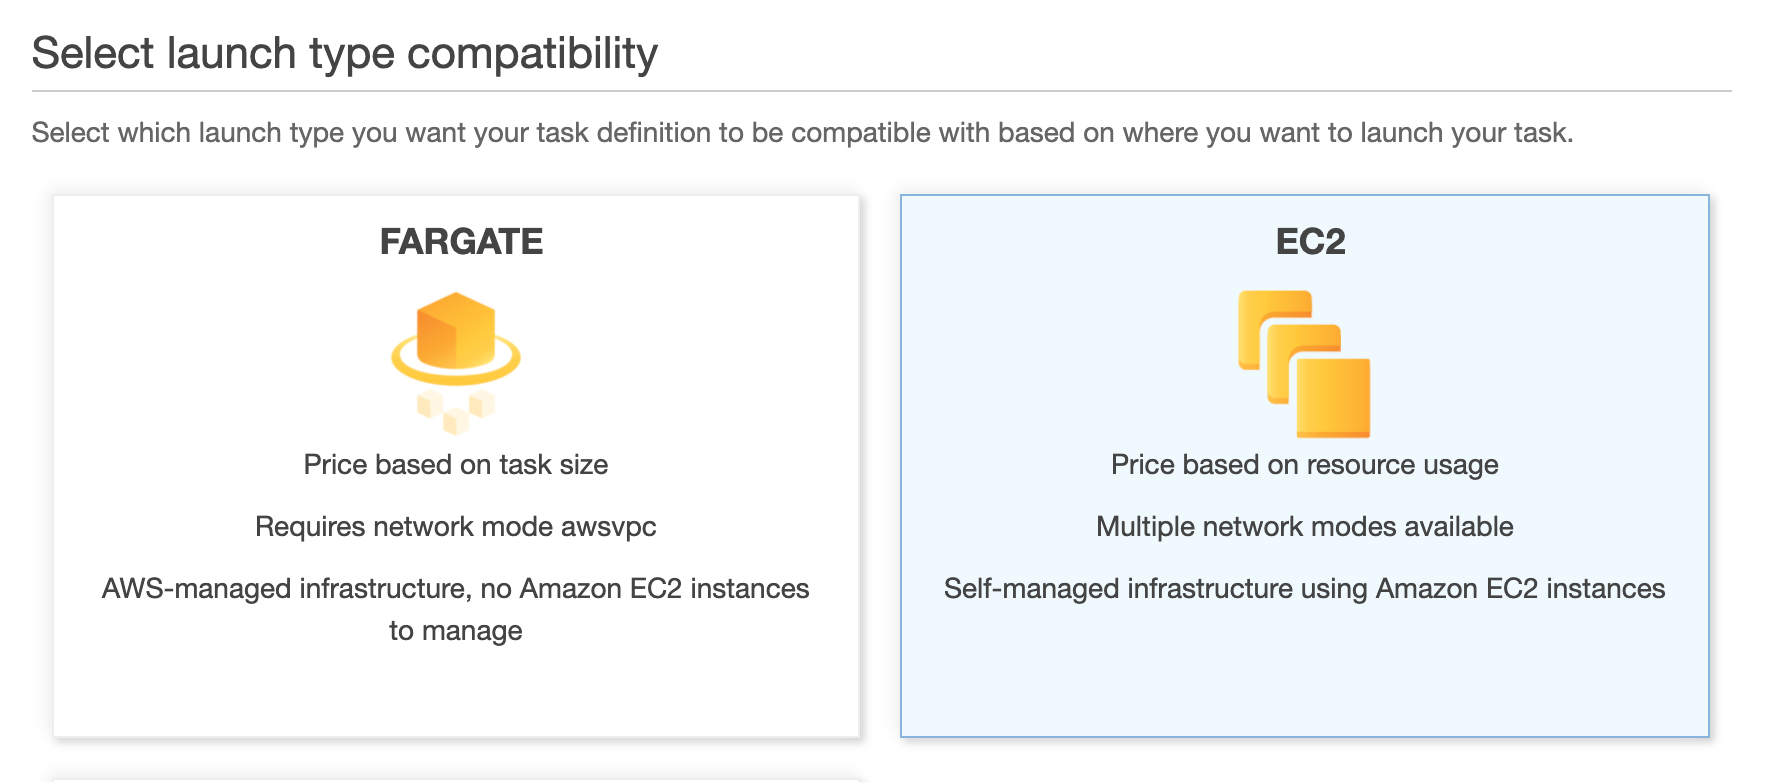 Select launch type compatibility
Select which launch type you want your task definition to be compatible with based on where you want to launch your task.
FARGATE
Price based on task size
Requires network mode awsvpc
AWS-managed infrastructure, no Amazon EC2 instances
to manage
EC2
Price based on resource usage
Multiple network modes available
Self-managed infrastructure using Amazon EC2 instances